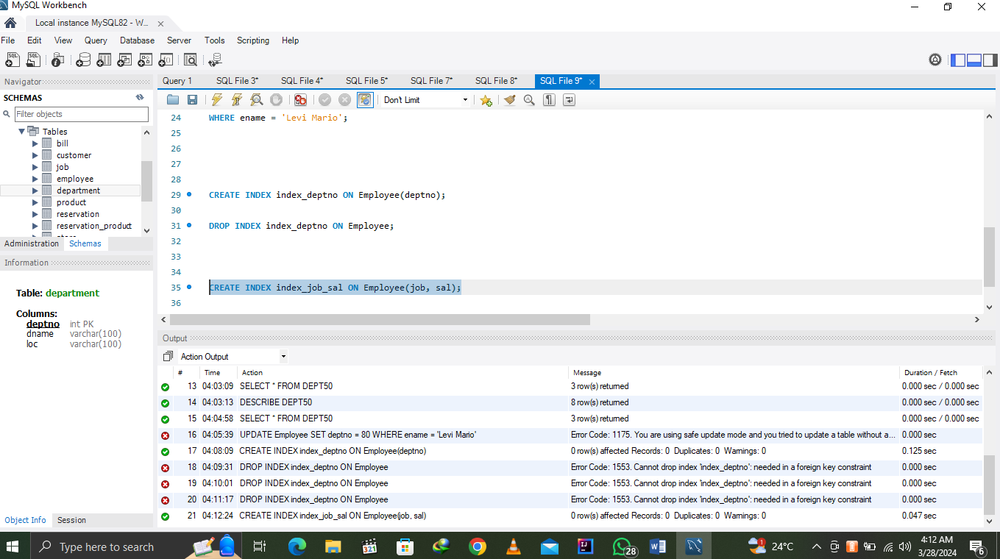 MySQL Workbench
Local instance MySQL82 - W...
File Edit View Query Database Server Tools Scripting Help
Navigator
SCHEMAS
Filter objects
Tables
bill
customer
job
employee
department
product
reservation
reservation_product
Administration Schemas
Information
Table: department
Columns:
deptno int PK
dname varchar(100)
loc varchar(100)
Object Info Session
Query 1 SQL File 3* SQL File 4* SQL File 5* SQL File 7* SQL File 8* SQL File 9*
Don't Limit
24 WHERE ename = 'Levi Mario';
25
26
27
28
29 CREATE INDEX index_deptno ON Employee(deptno);
30
31 DROP INDEX index_deptno ON Employee;
32
33
34
35 CREATE INDEX index_job_sal ON Employee(job, sal);
36
Output
Action Output
# Time Action Message Duration / Fetch
13 04:03:09 SELECT * FROM DEPT50 3 row(s) returned 0.000 sec / 0.000 sec
14 04:03:13 DESCRIBE DEPT50 8 row(s) returned 0.000 sec / 0.000 sec
15 04:04:58 SELECT * FROM DEPT50 3 row(s) returned 0.000 sec / 0.000 sec
16 04:05:39 UPDATE Employee SET deptno = 80 WHERE ename = 'Levi Mario' Error Code: 1175. You are using safe update mode and you tried to update a table without a... 0.000 sec
17 04:08:09 CREATE INDEX index_deptno ON Employee(deptno) 0 row(s) affected Records: 0 Duplicates: 0 Warnings: 0 0.125 sec
18 04:09:31 DROP INDEX index_deptno ON Employee Error Code: 1553. Cannot drop index 'index_deptno': needed in a foreign key constraint 0.000 sec
19 04:10:01 DROP INDEX index_deptno ON Employee Error Code: 1553. Cannot drop index 'index_deptno': needed in a foreign key constraint 0.000 sec
20 04:11:17 DROP INDEX index_deptno ON Employee Error Code: 1553. Cannot drop index 'index_deptno': needed in a foreign key constraint 0.000 sec
21 04:12:24 CREATE INDEX index_job_sal ON Employee(job, sal) 0 row(s) affected Records: 0 Duplicates: 0 Warnings: 0 0.047 sec
Type here to search
321
28
1
24°C
4:12 AM
3/28/2024
6